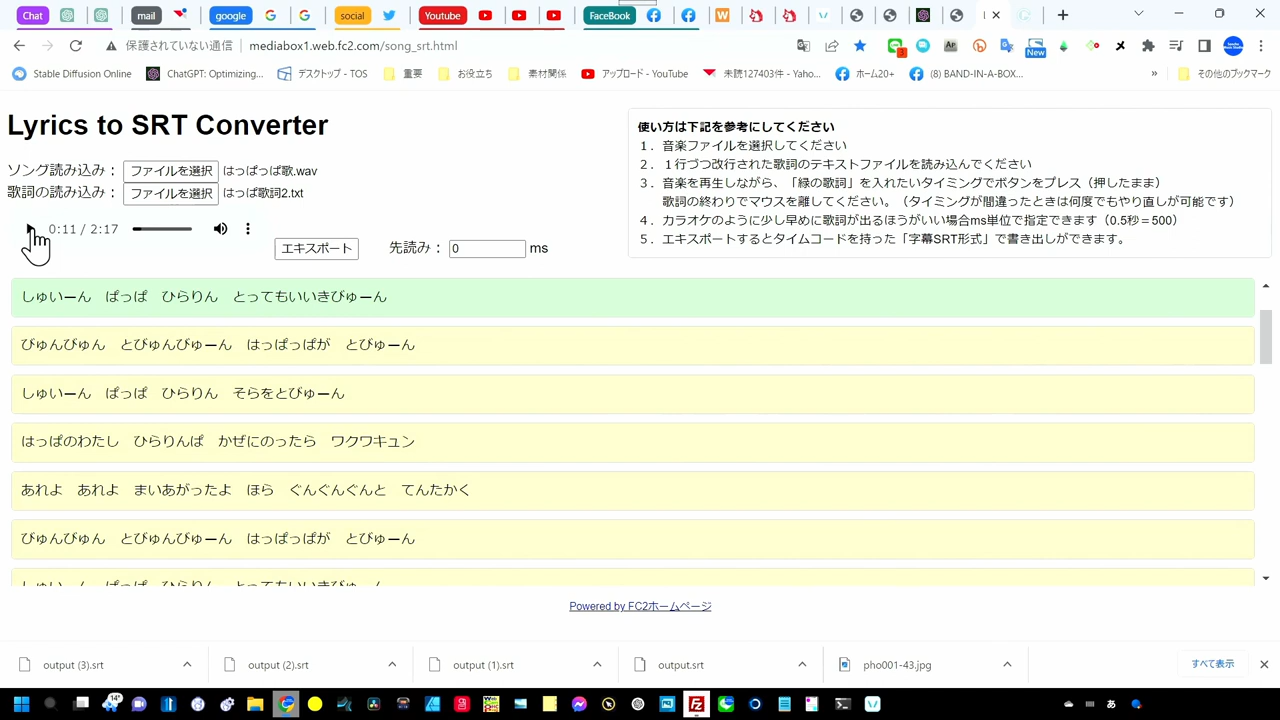 Chat
mail
google
social
Youtube
FaceBook
保護されていない通信
mediabox1.web.fc2.com/song_srt.html
3
New
Stable Diffusion Online
ChatGPT: Optimizing...
デスクトップ - TOS
重要
お役立ち
素材関係
アップロード - YouTube
未読127403件 - Yaho...
ホーム20+
(8) BAND-IN-A-BOX...
»
その他のブックマーク
Lyrics to SRT Converter
ソング読み込み： ファイルを選択 はっぱっぱ歌.wav
歌詞の読み込み： ファイルを選択 はっぱ歌詞2.txt
0:11 / 2:17
エキスポート 先読み： 0 ms
使い方は下記を参考にしてください
１．音楽ファイルを選択してください
２．１行づつ改行された歌詞のテキストファイルを読み込んでください
３．音楽を再生しながら、「緑の歌詞」を入れたいタイミングでボタンをプレス（押したまま）
歌詞の終わりでマウスを離してください。（タイミングが間違ったときは何度でもやり直しが可能です）
４．カラオケのように少し早めに歌詞が出るほうがいい場合ms単位で指定できます（0.5秒＝500）
５．エキスポートするとタイムコードを持った「字幕SRT形式」で書き出しができます。
しゅいーん　ぱっぱ　ひらりん　とってもいいきびゅーん
びゅんびゅん　とびゅんびゅーん　はっぱっぱが　とびゅーん
しゅいーん　ぱっぱ　ひらりん　そらをとびゅーん
はっぱのわたし　ひらりんぱ　かぜにのったら　ワクワキュン
あれよ　あれよ　まいあがったよ　ほら　ぐんぐんぐんと　てんたかく
びゅんびゅん　とびゅんびゅーん　はっぱっぱが　とびゅーん
しゅいーん　ぱっぱ　ひらりん　とってもいいきびゅーん
Powered by FC2ホームページ
output (3).srt
output (2).srt
output (1).srt
output.srt
pho001-43.jpg
すべて表示
14°
あ